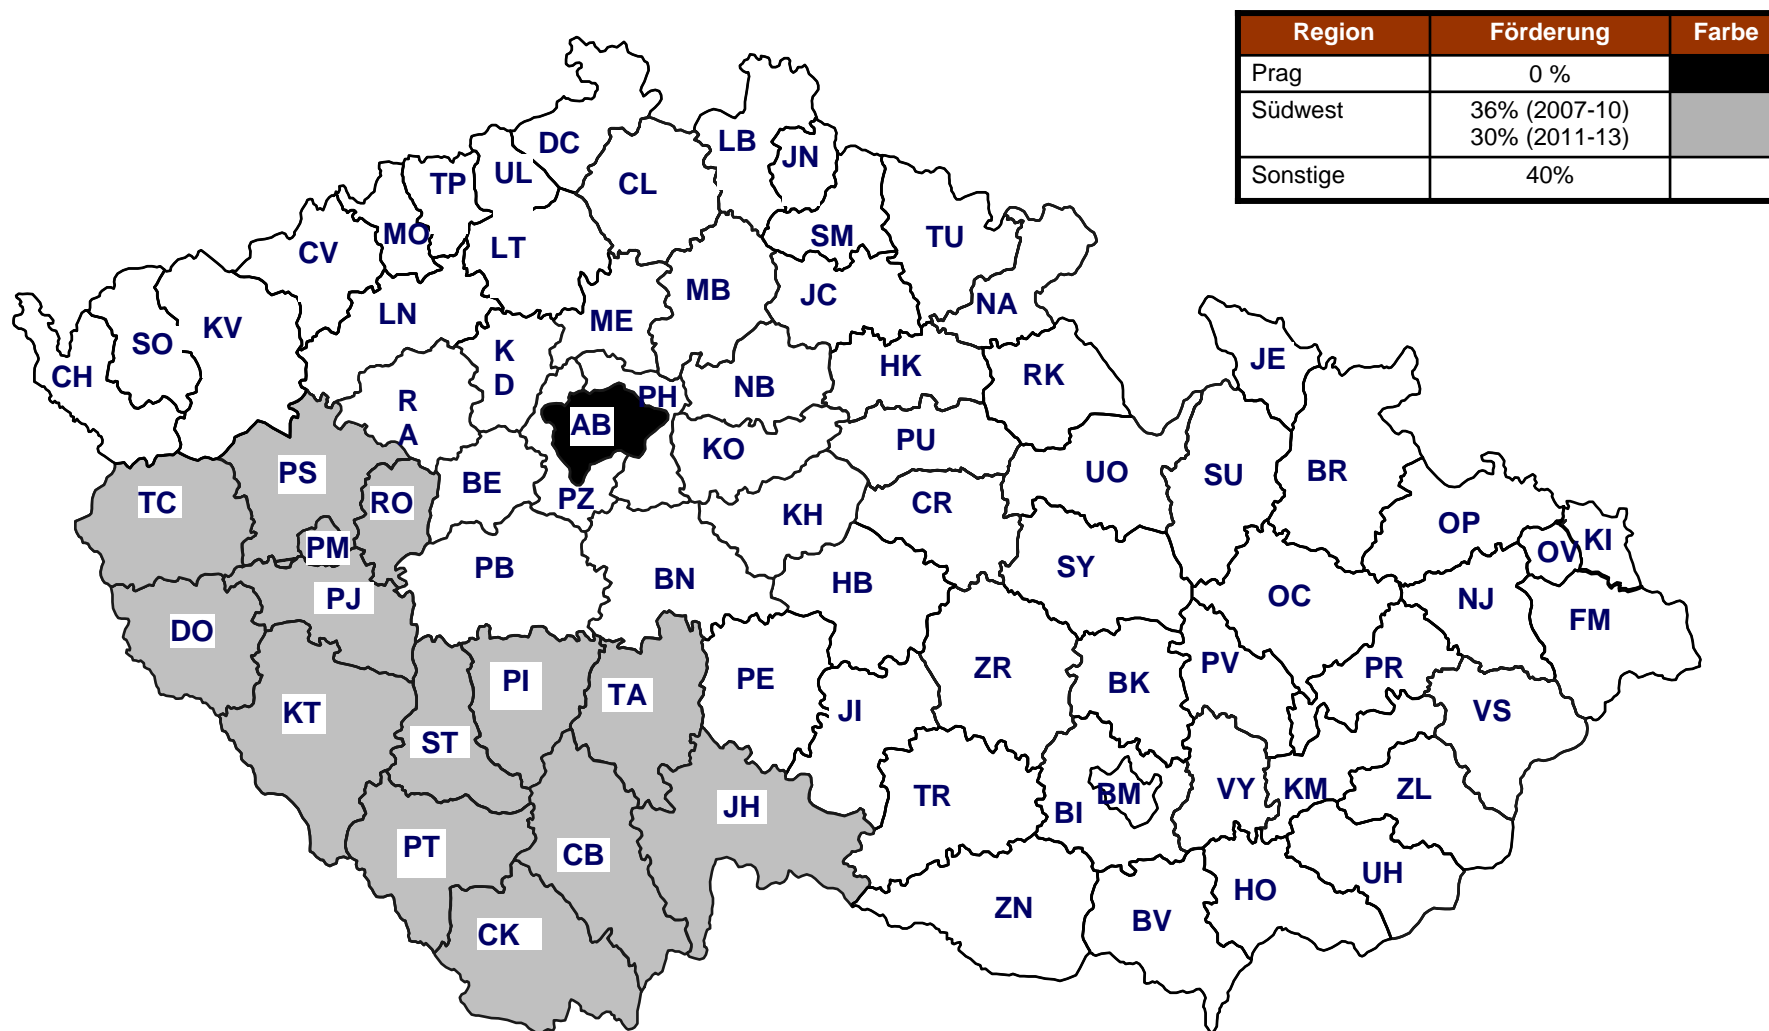 Region Förderung Farbe
Prag 0 %
Südwest 36% (2007-10)
30% (2011-13)
Sonstige 40%
DC
LB
JN
UL
TP
CL
MO
CV
LT
SM
TU
MB
JC
NA
LN
ME
KV
SO
CH
K
D
NB
HK
RK
JE
PH
R
A
AB
KO
PU
PS
TC
RO
BE
PZ
KH
CR
UO
SU
BR
OP
OV
KI
PM
PB
BN
HB
SY
OC
NJ
FM
PJ
DO
PI
TA
PE
ZR
BK
PV
PR
KT
ST
JI
VS
JH
TR
BI
BM
VY
KM
ZL
PT
CB
UH
HO
ZN
BV
CK